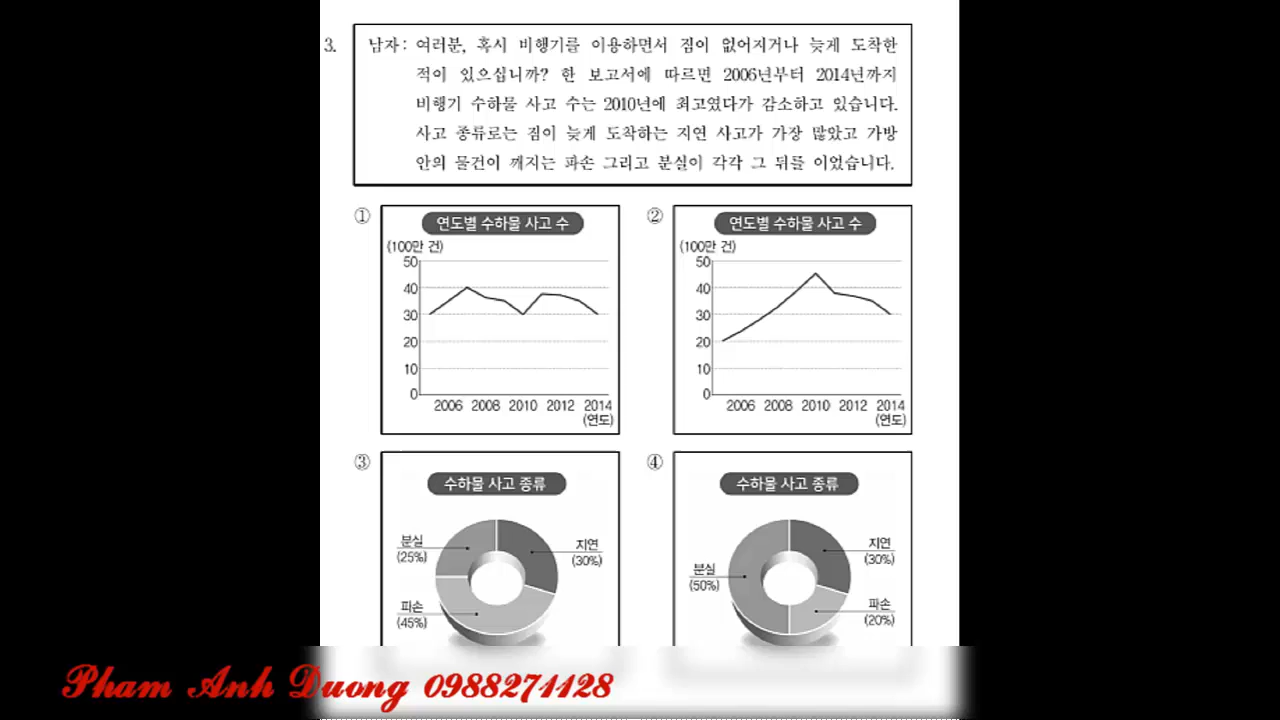 3. 남자 : 여러분, 혹시 비행기를 이용하면서 짐이 없어지거나 늦게 도착한
적이 있으십니까? 한 보고서에 따르면 2006년부터 2014년까지
비행기 수하물 사고 수는 2010년에 최고였다가 감소하고 있습니다.
사고 종류로는 짐이 늦게 도착하는 지연 사고가 가장 많았고 가방
안의 물건이 깨지는 파손 그리고 분실이 각각 그 뒤를 이었습니다.
①
연도별 수하물 사고 수
(100만 건)
50
40
30
20
10
0
2006 2008 2010 2012 2014
(연도)
②
연도별 수하물 사고 수
(100만 건)
50
40
30
20
10
0
2006 2008 2010 2012 2014
(연도)
③
수하물 사고 종류
분실
(25%)
지연
(30%)
파손
(45%)
④
수하물 사고 종류
지연
(30%)
분실
(50%)
파손
(20%)
Pham Anh Duong 0988271128